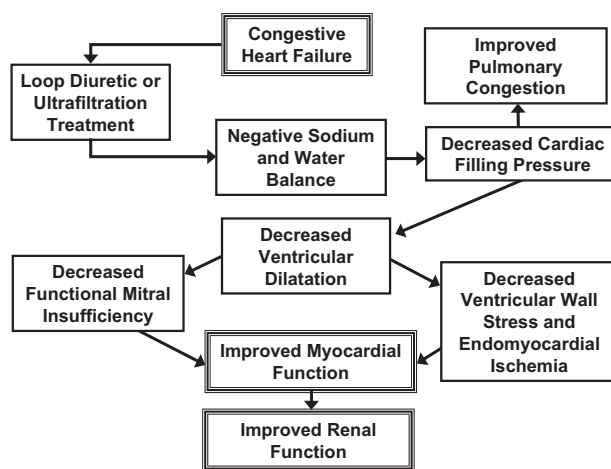 Congestive
Heart Failure
Improved
Pulmonary
Congestion
Loop Diuretic or
Ultrafiltration
Treatment
Negative Sodium
and Water
Balance
Decreased Cardiac
Filling Pressure
Decreased
Ventricular
Dilatation
Decreased
Functional Mitral
Insufficiency
Decreased
Ventricular Wall
Stress and
Endomyocardial
Ischemia
Improved Myocardial
Function
Improved Renal
Function